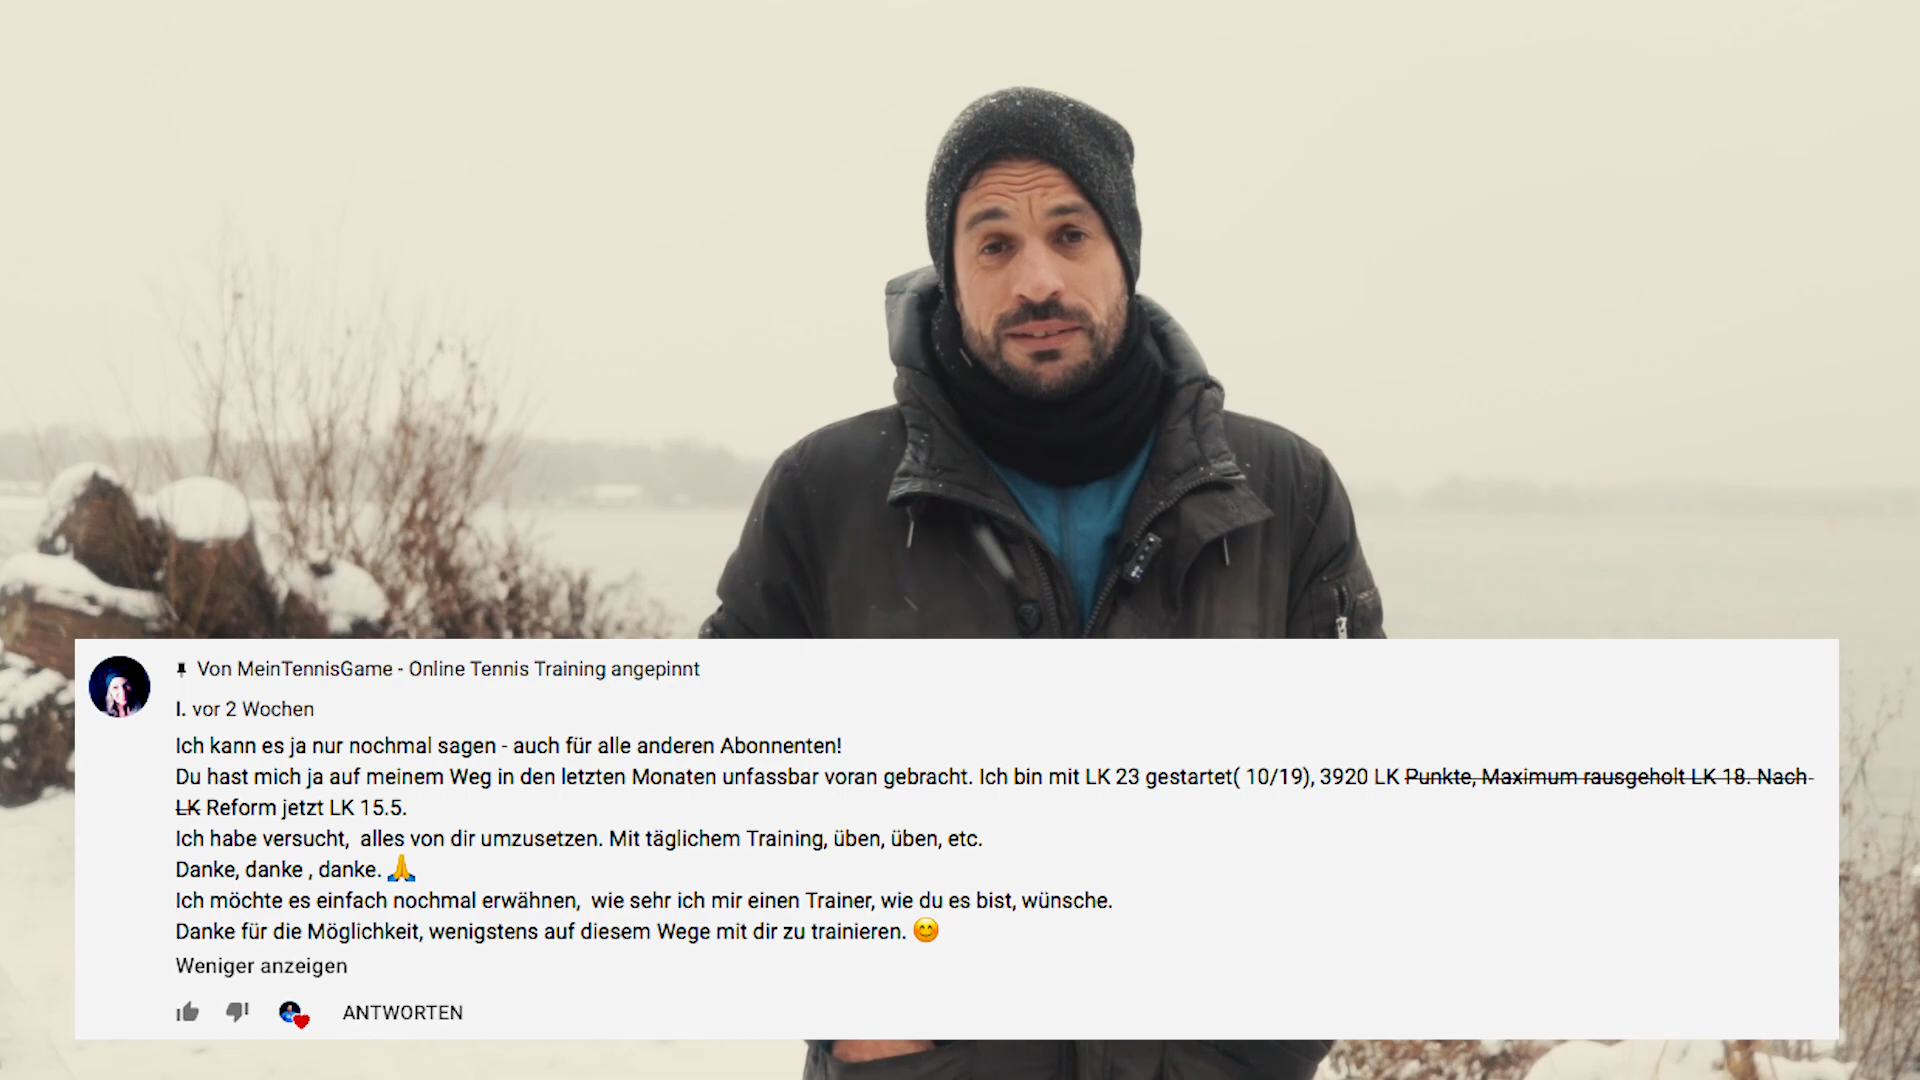 Von MeinTennisGame - Online Tennis Training angepinnt
I. vor 2 Wochen
Ich kann es ja nur nochmal sagen - auch für alle anderen Abonnenten!
Du hast mich ja auf meinem Weg in den letzten Monaten unfassbar voran gebracht. Ich bin mit LK 23 gestartet( 10/19), 3920 LK Punkte, Maximum rausgeholt LK 18. Nach
LK Reform jetzt LK 15.5.
Ich habe versucht,  alles von dir umzusetzen. Mit täglichem Training, üben, üben, etc.
Danke, danke , danke. 🙏
Ich möchte es einfach nochmal erwähnen,  wie sehr ich mir einen Trainer, wie du es bist, wünsche.
Danke für die Möglichkeit, wenigstens auf diesem Wege mit dir zu trainieren. 😊
Weniger anzeigen
ANTWORTEN